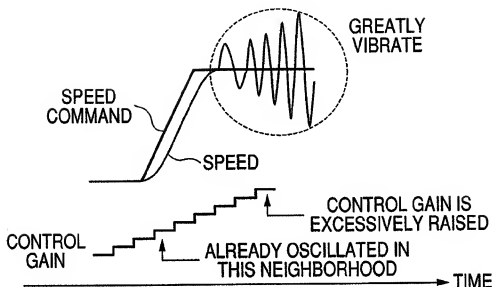 GREATLY
VIBRATE
SPEED
COMMAND
SPEED
CONTROL GAIN IS
EXCESSIVELY RAISED
CONTROL
GAIN
ALREADY OSCILLATED IN
THIS NEIGHBORHOOD
TIME